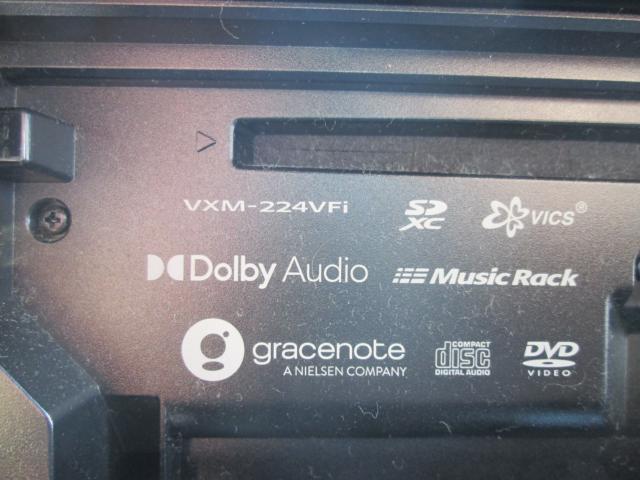 VXM-224VFi
SD XC
VICS®
Dolby Audio
Music Rack
gracenote
A NIELSEN COMPANY
COMPACT
disc
DIGITAL AUDIO
DVD
VIDEO